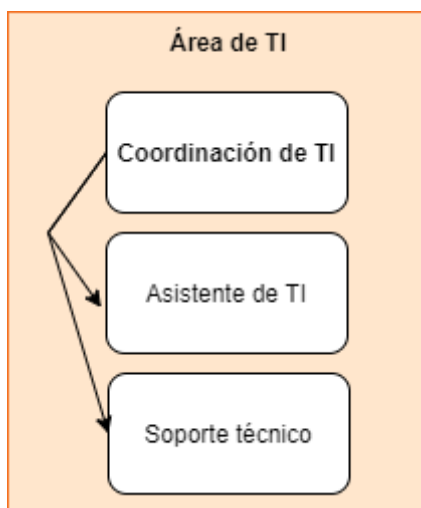 Área de TI
Coordinación de TI
Asistente de TI
Soporte técnico